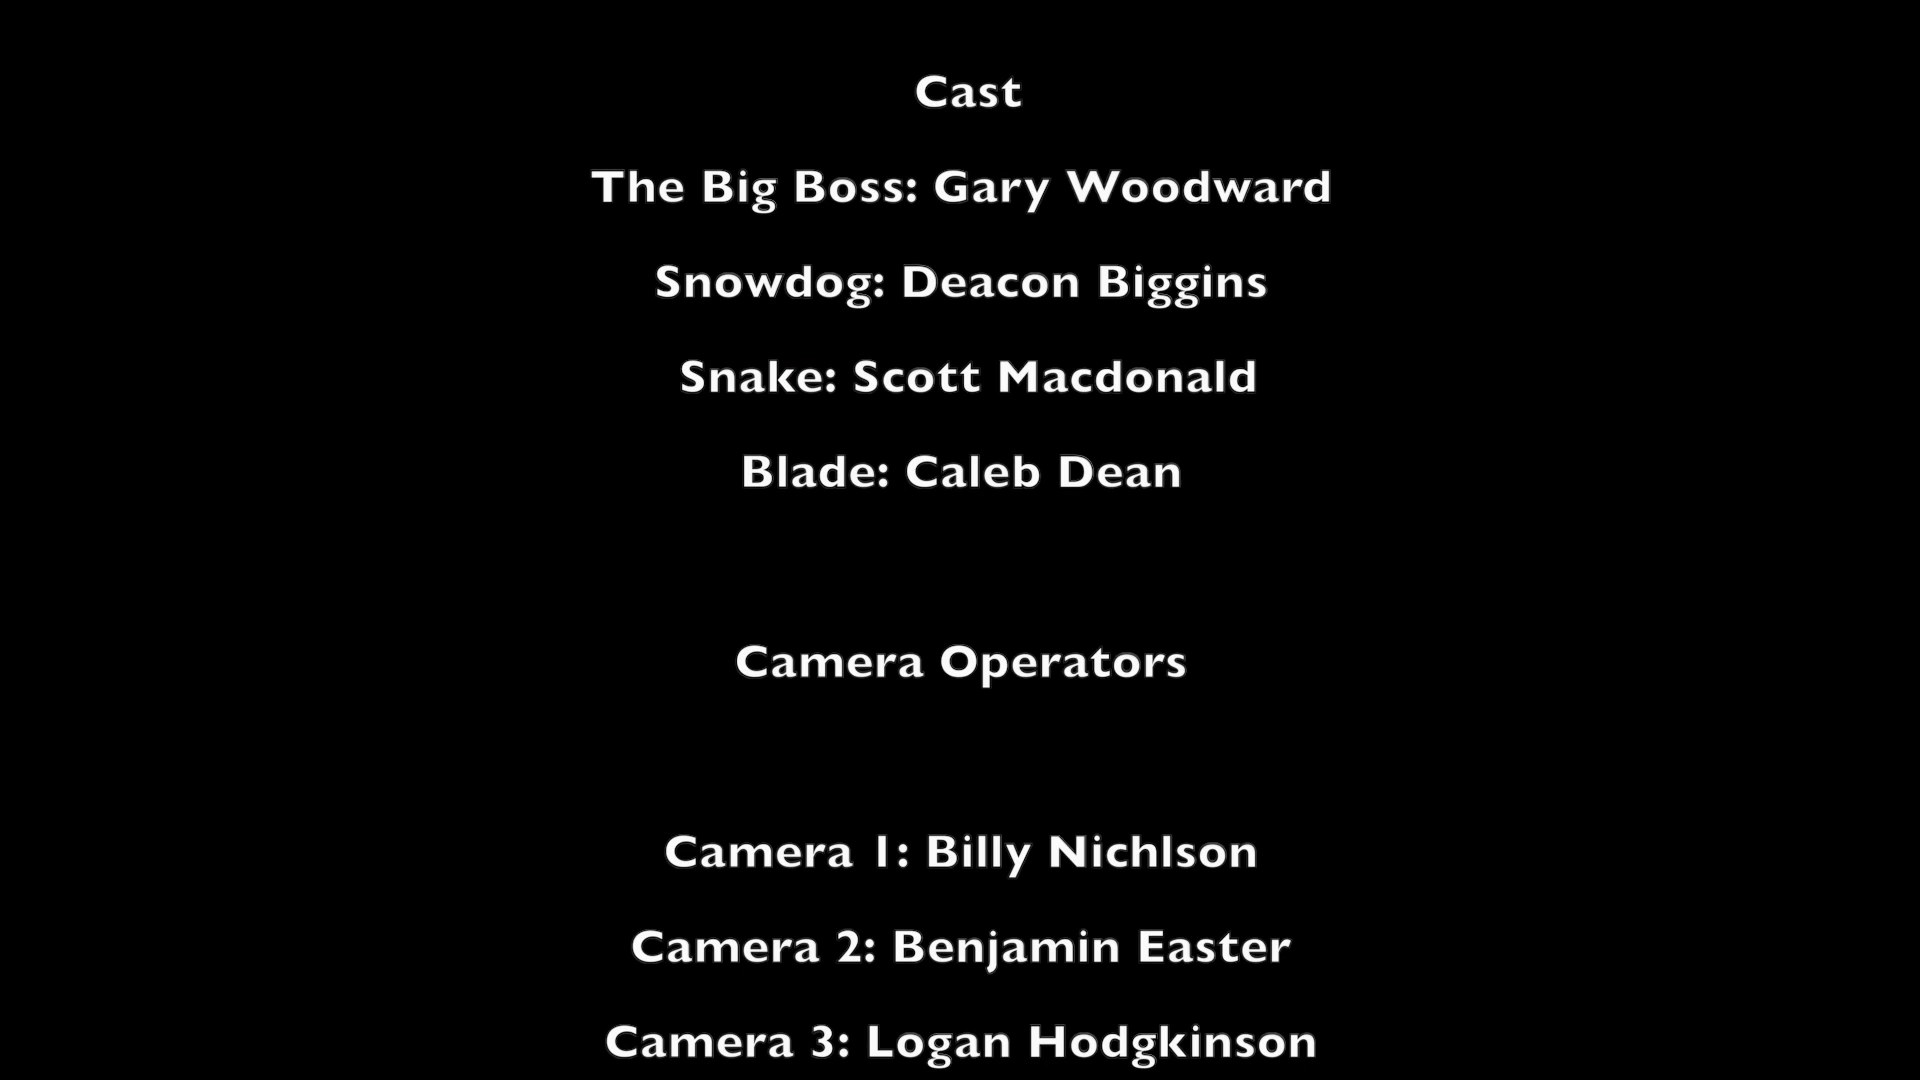 Cast
The Big Boss: Gary Woodward
Snowdog: Deacon Biggins
Snake: Scott Macdonald
Blade: Caleb Dean
Camera Operators
Camera 1: Billy Nichlson
Camera 2: Benjamin Easter
Camera 3: Logan Hodgkinson